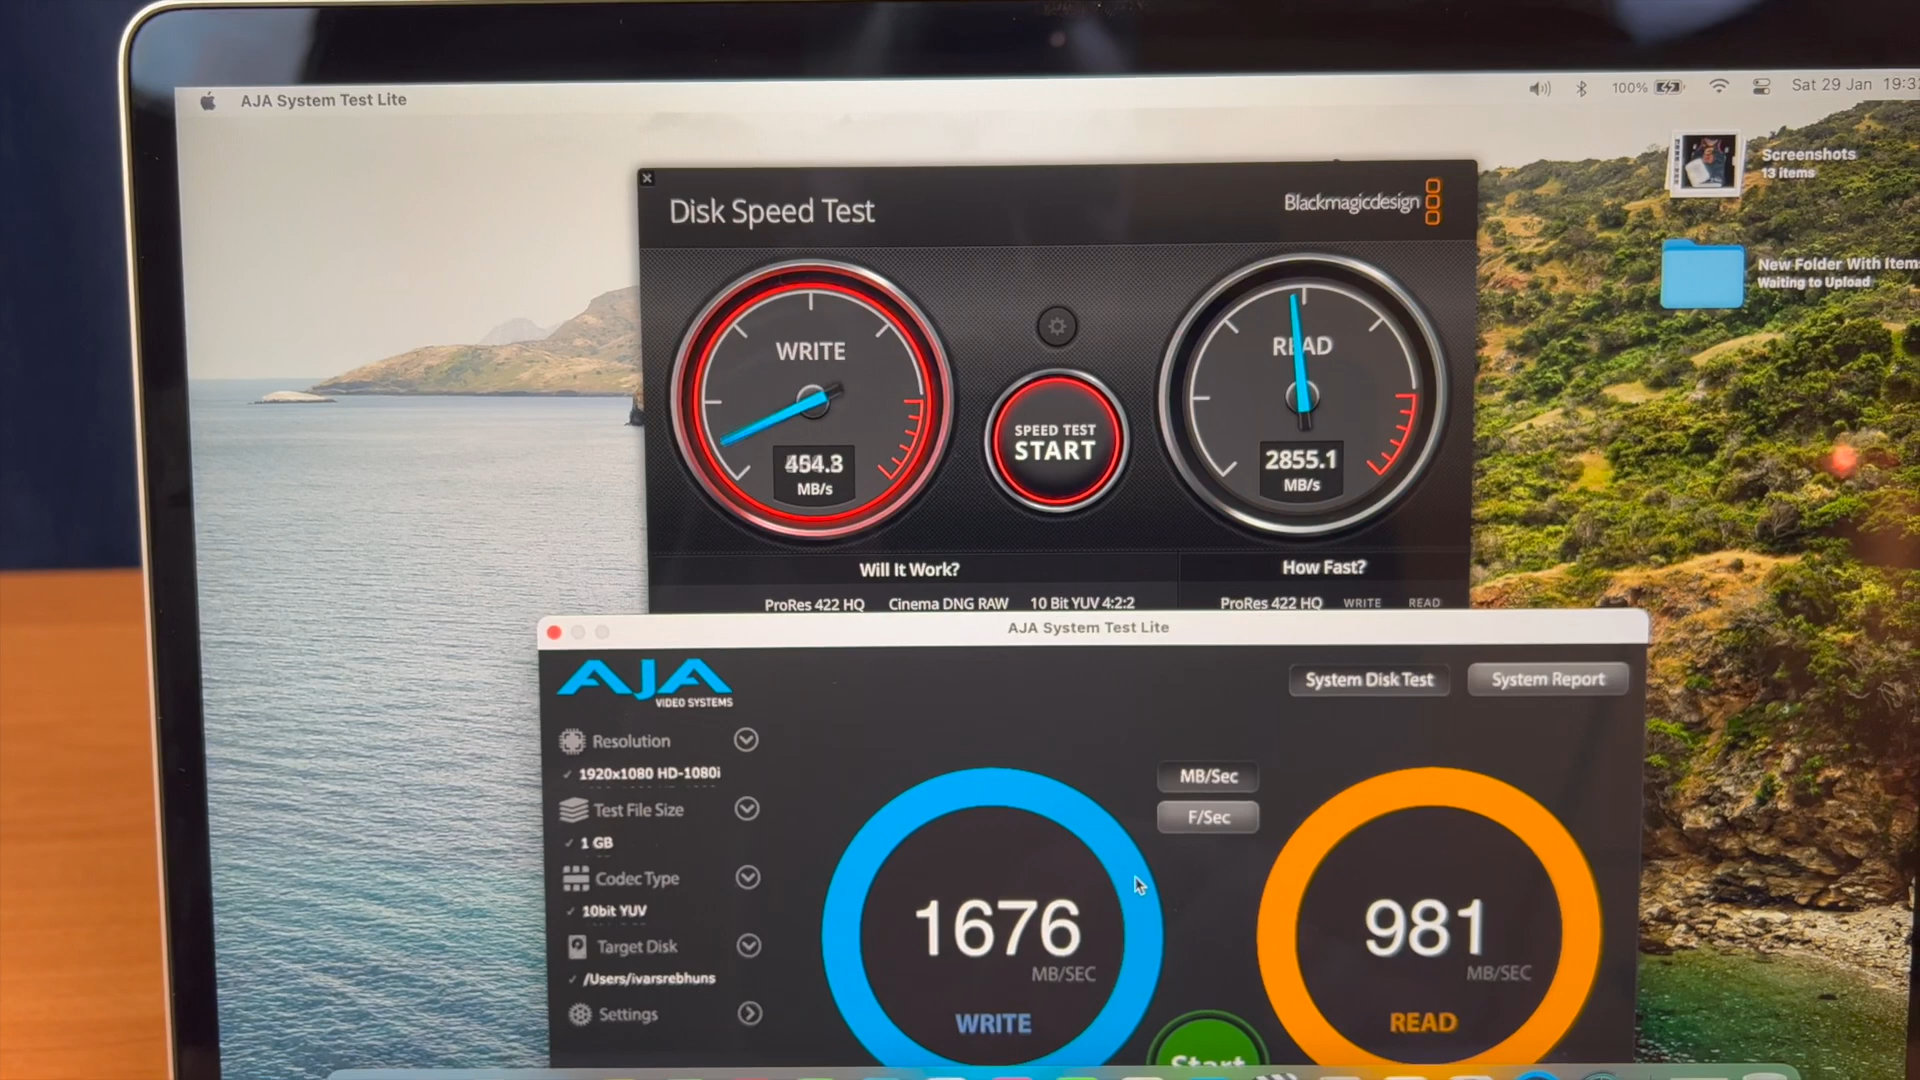 AJA System Test Lite
100%
Sat 29 Jan
Screenshots
13 items
New Folder With Items
Waiting to Upload
Disk Speed Test
Blackmagicdesign
WRITE
MB/s
SPEED TEST
START
READ
2855.1
MB/s
Will It Work?
How Fast?
ProRes 422 HQ
Cinema DNG RAW
10 Bit YUV 4:2:2
ProRes 422 HQ
WRITE
READ
AJA System Test Lite
AJA
VIDEO SYSTEMS
System Disk Test
System Report
Resolution
1920x1080 HD-1080i
Test File Size
1 GB
Codec Type
10bit YUV
Target Disk
/Users/ivarsrebhuns
Settings
MB/Sec
F/Sec
1676
MB/SEC
WRITE
981
MB/SEC
READ
Start